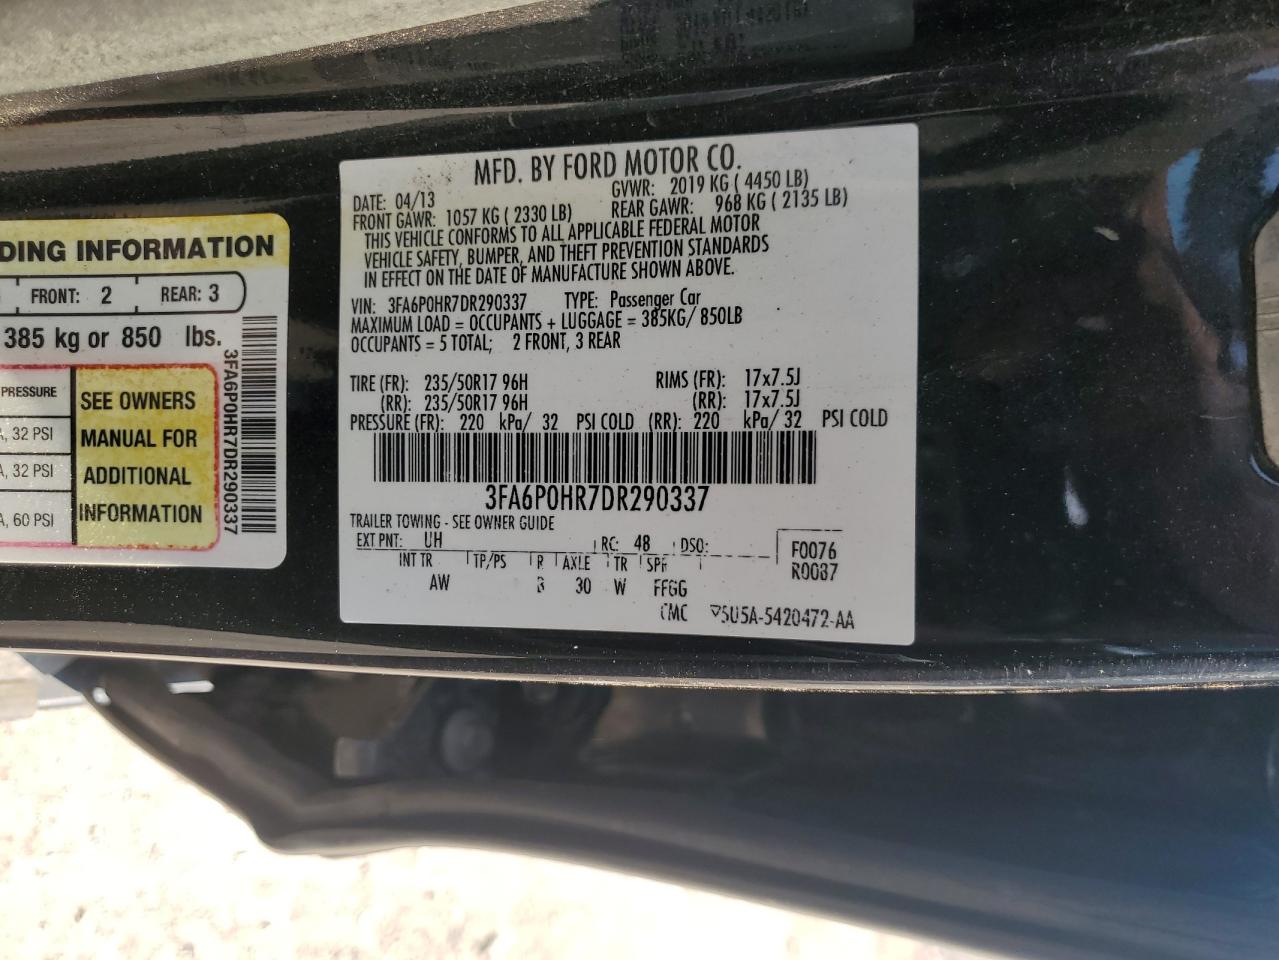 DING INFORMATION
FRONT: 2 REAR: 3
385 kg or 850 lbs.
PRESSURE
, 32 PSI
, 32 PSI
, 60 PSI
SEE OWNERS
MANUAL FOR
ADDITIONAL
INFORMATION
3FA6P0HR7DR290337
MFD. BY FORD MOTOR CO.
DATE: 04/13 GVWR: 2019 KG ( 4450 LB)
FRONT GAWR: 1057 KG ( 2330 LB) REAR GAWR: 968 KG ( 2135 LB)
THIS VEHICLE CONFORMS TO ALL APPLICABLE FEDERAL MOTOR
VEHICLE SAFETY, BUMPER, AND THEFT PREVENTION STANDARDS
IN EFFECT ON THE DATE OF MANUFACTURE SHOWN ABOVE.
VIN: 3FA6P0HR7DR290337 TYPE: Passenger Car
MAXIMUM LOAD = OCCUPANTS + LUGGAGE = 385KG/ 850LB
OCCUPANTS = 5 TOTAL; 2 FRONT, 3 REAR
TIRE (FR): 235/50R17 96H RIMS (FR): 17x7.5J
(RR): 235/50R17 96H (RR): 17x7.5J
PRESSURE (FR): 220 kPa/ 32 PSI COLD (RR): 220 kPa/ 32 PSI COLD
3FA6P0HR7DR290337
TRAILER TOWING - SEE OWNER GUIDE
EXT PNT: UH RC: 48 DSO: F0076
INT TR TP/PS R AXLE TR SPR R0087
AW 30 W FFGG
CMC 5U5A-5420472-AA